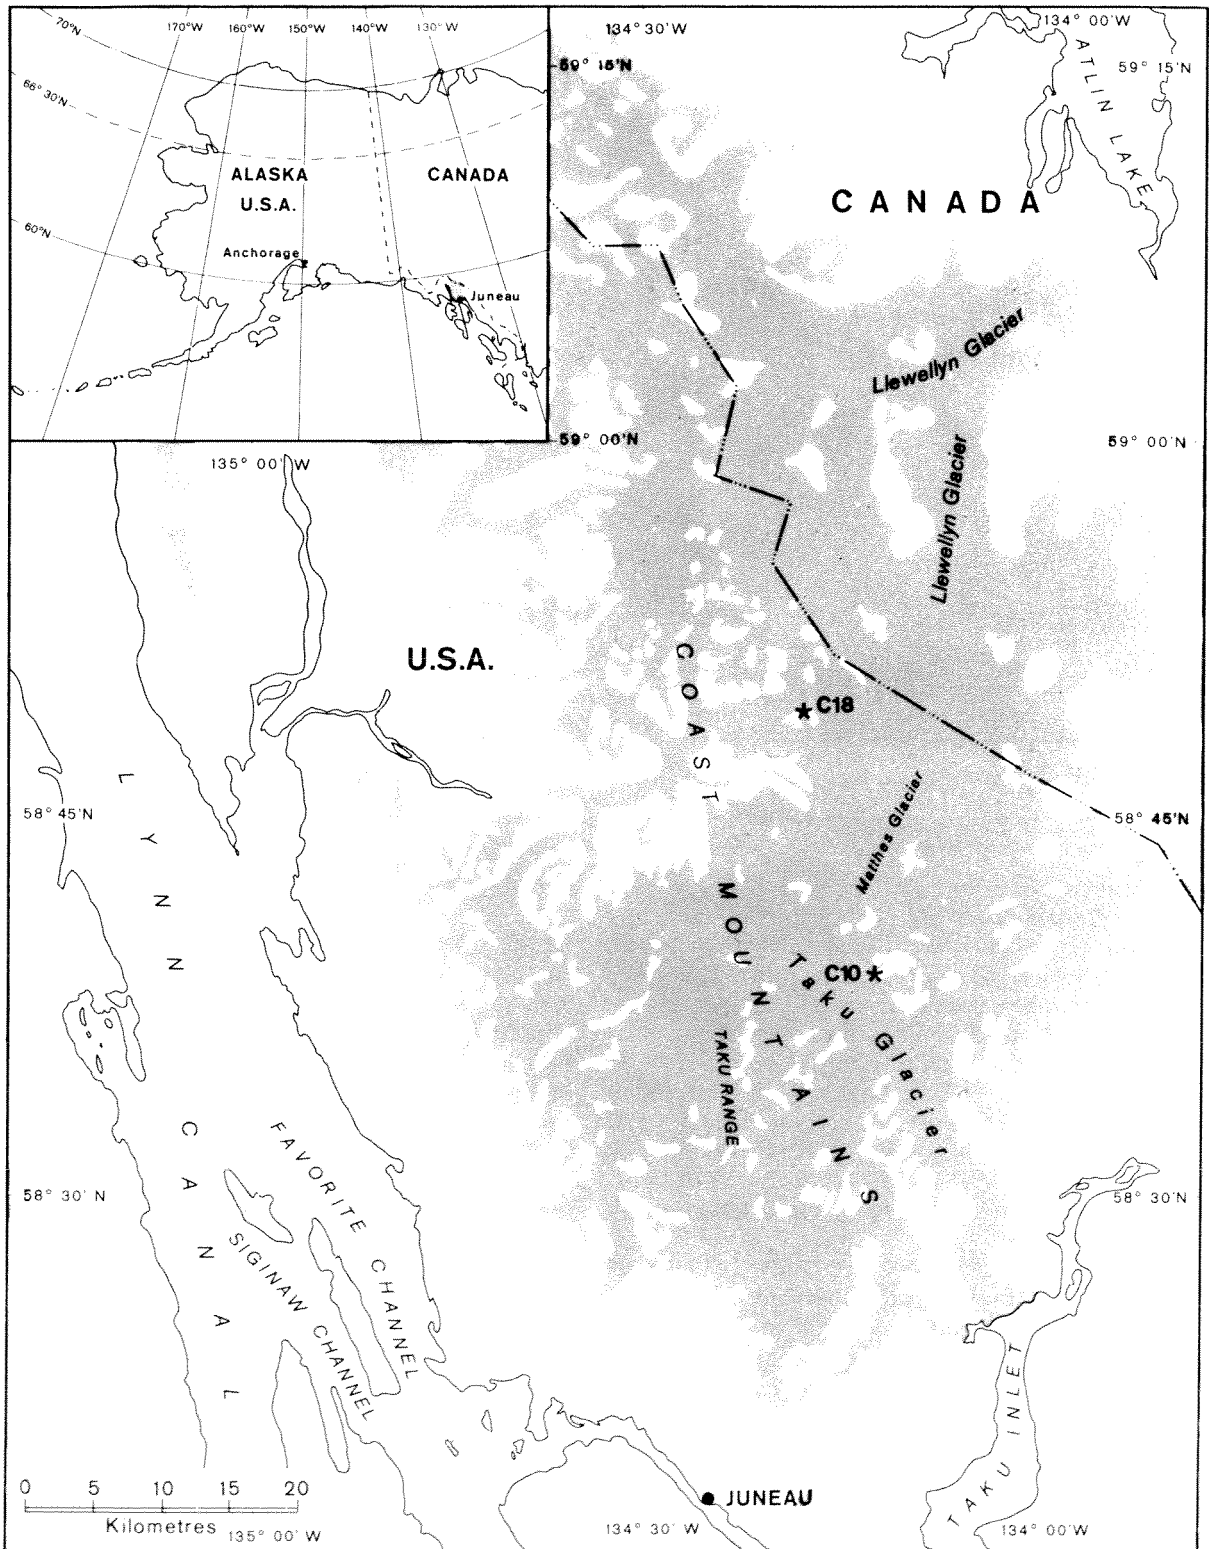 70°N
170°W
160°W
150°W
140°W
130°W
66° 30'N
60°N
ALASKA
U.S.A.
CANADA
Anchorage
Juneau
134° 30' W
134° 00' W
59° 15'N
59° 15'N
ATLIN LAKE
CANADA
Llewellyn Glacier
59° 00'N
59° 00'N
135° 00' W
Llewellyn Glacier
U.S.A.
COAST MOUNTAINS
C18
58° 45'N
58° 45'N
Matthes Glacier
LYNN CANAL
C10
Taku Glacier
TAKU RANGE
58° 30' N
58° 30'N
FAVORITE CHANNEL
SIGINAW CHANNEL
TAKU INLET
JUNEAU
0 5 10 15 20
Kilometres
135° 00' W
134° 30' W
134° 00' W